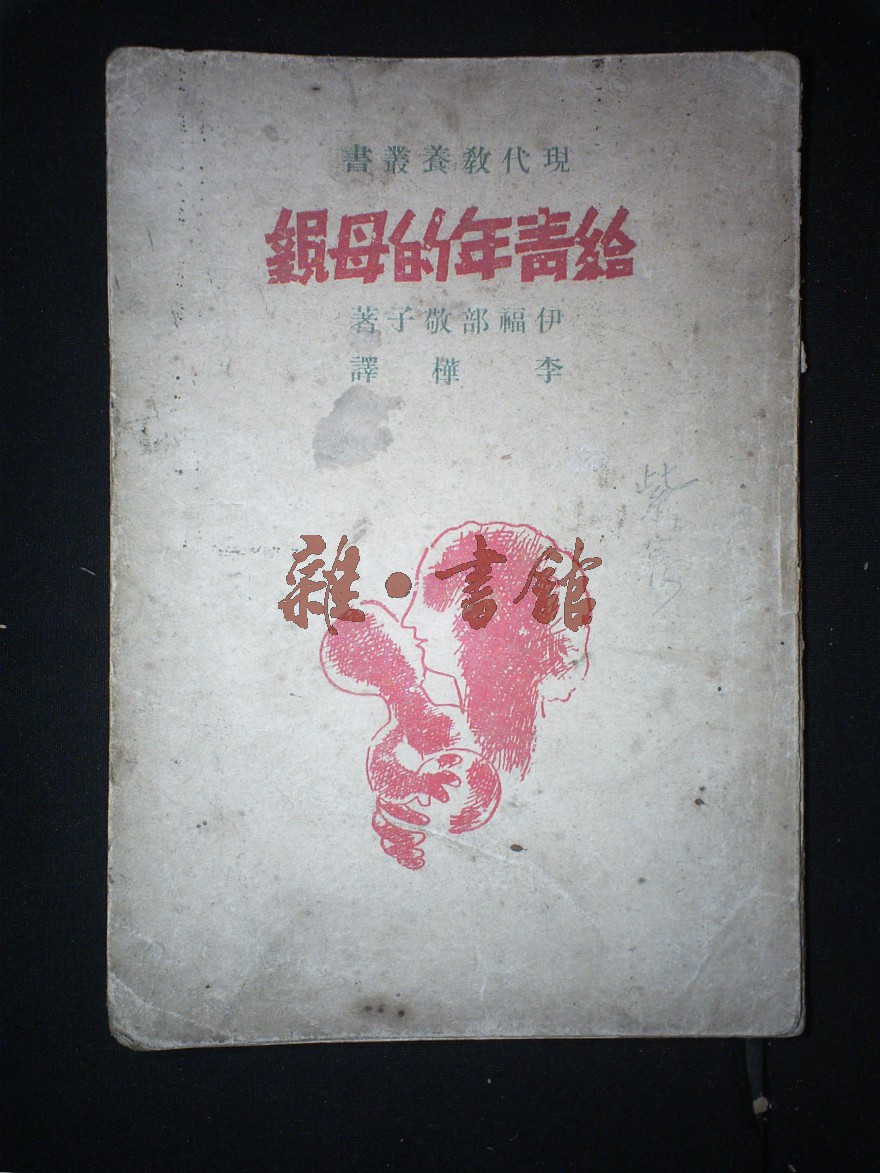 現代教養叢書
給青年的母親
伊福部敬子著
李樺譯
紫
雜·書館